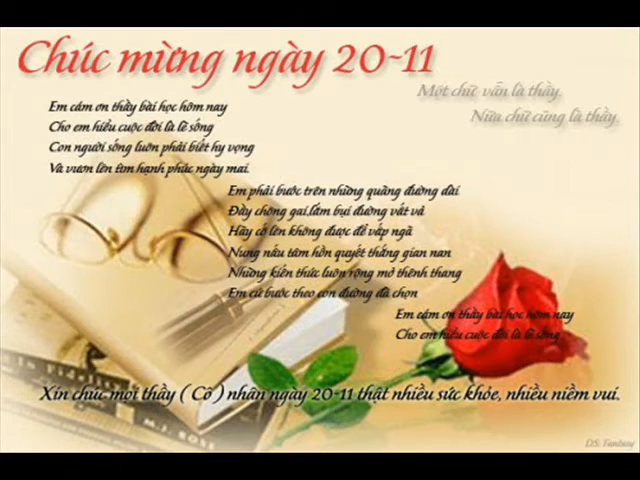 Chúc mừng ngày 20-11
Một chữ vẫn là thầy.
Nửa chữ cũng là thầy.
Em cám ơn thầy bài học hôm nay
Cho em hiểu cuộc đời là lẽ sống
Con người sống luôn phải biết hy vọng
Và vươn lên tìm hạnh phúc ngày mai.
Em phải bước trên những quãng đường dài
Đầy chông gai, lắm bụi đường vất vả
Hãy cố lên không được để vấp ngã
Nung nấu tâm hồn quyết thắng gian nan
Những kiến thức luôn rộng mở thênh thang
Em cứ bước theo con đường đã chọn
Em cám ơn thầy bài học hôm nay
Cho em hiểu cuộc đời là lẽ sống
Xin chúc mọi thầy ( Cô ) nhân ngày 20-11 thật nhiều sức khỏe, nhiều niềm vui.
M.J. ROSE
DS: